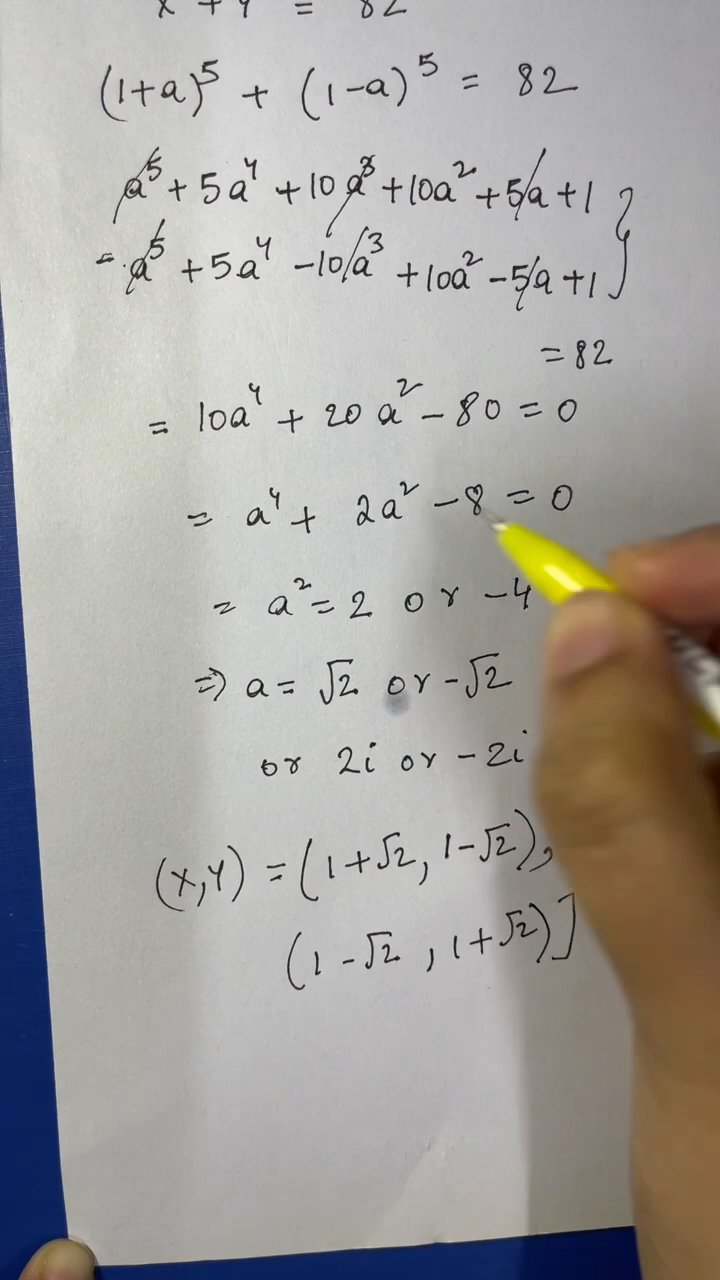 x + y = 82
(1+a)^5 + (1-a)^5 = 82
a^5 + 5a^4 + 10a^3 + 10a^2 + 5a + 1 }
= a^5 + 5a^4 - 10a^3 + 10a^2 - 5a + 1 }
= 82
= 10a^4 + 20a^2 - 80 = 0
= a^4 + 2a^2 - 8 = 0
= a^2 = 2 or -4
⇒ a = √2 or -√2
or 2i or -2i
(x,y) = (1+√2, 1-√2),
(1-√2, 1+√2)]